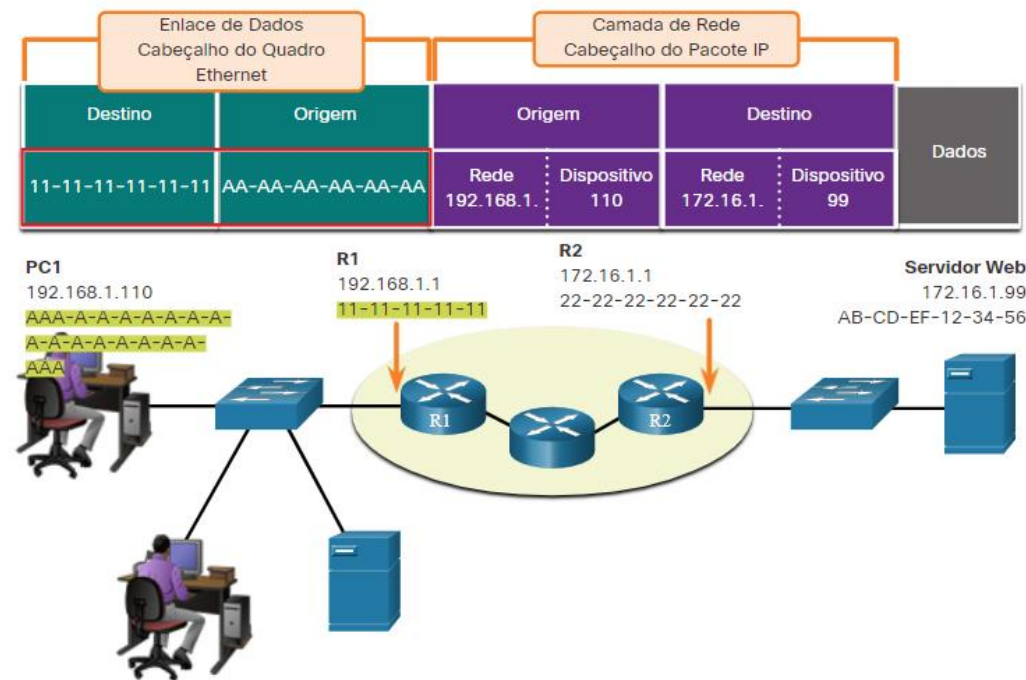 Enlace de Dados
Cabeçalho do Quadro
Ethernet
Camada de Rede
Cabeçalho do Pacote IP
Destino
Origem
Origem
Destino
Dados
11-11-11-11-11-11
AA-AA-AA-AA-AA-AA
Rede
192.168.1.
Dispositivo
110
Rede
172.16.1.
Dispositivo
99
PC1
192.168.1.110
AAA-A-A-A-A-A-A-A-
A-A-A-A-A-A-A-A-
AAA
R1
192.168.1.1
11-11-11-11-11
R2
172.16.1.1
22-22-22-22-22-22
Servidor Web
172.16.1.99
AB-CD-EF-12-34-56
R1
R2